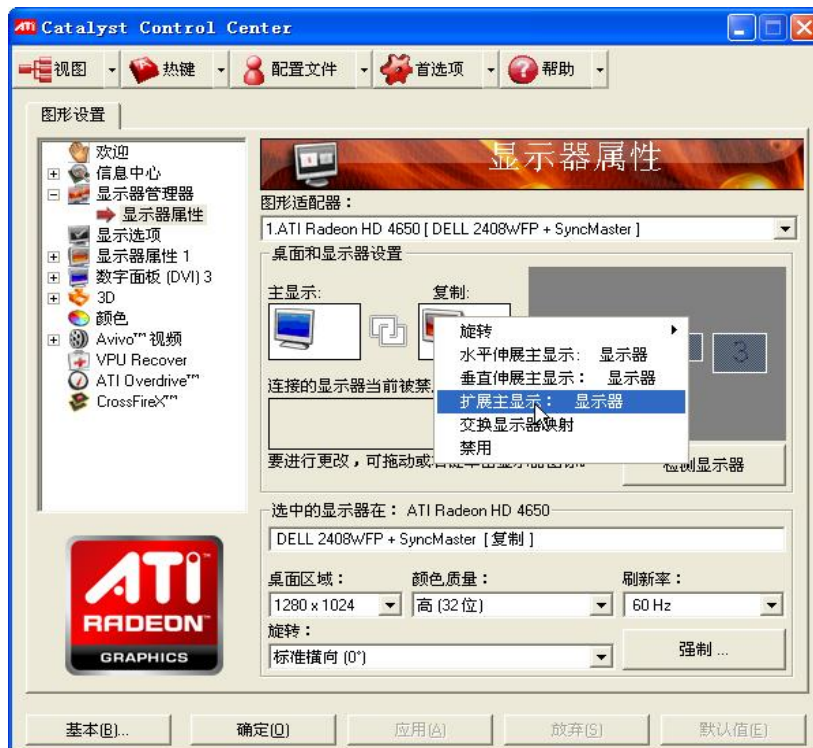 ATI Catalyst Control Center
视图 热键 配置文件 首选项 帮助
图形设置
欢迎
信息中心
显示器管理器
显示器属性
显示选项
显示器属性 1
数字面板 (DVI) 3
3D
颜色
Avivo™ 视频
VPU Recover
ATI Overdrive™
CrossFireX™
ATI
RADEON
GRAPHICS
显示器属性
图形适配器：
1.ATI Radeon HD 4650 [ DELL 2408WFP + SyncMaster ]
桌面和显示器设置
主显示: 复制:
3
旋转
水平伸展主显示: 显示器
垂直伸展主显示： 显示器
扩展主显示： 显示器
交换显示器映射
禁用
连接的显示器当前被禁
要进行更改，可拖动或
检测显示器
选中的显示器在： ATI Radeon HD 4650
DELL 2408WFP + SyncMaster [ 复制 ]
桌面区域： 颜色质量： 刷新率：
1280 x 1024 高 (32 位) 60 Hz
旋转：
标准横向 (0°) 强制 ...
基本(B)... 确定(O) 应用(A) 放弃(S) 默认值(E)